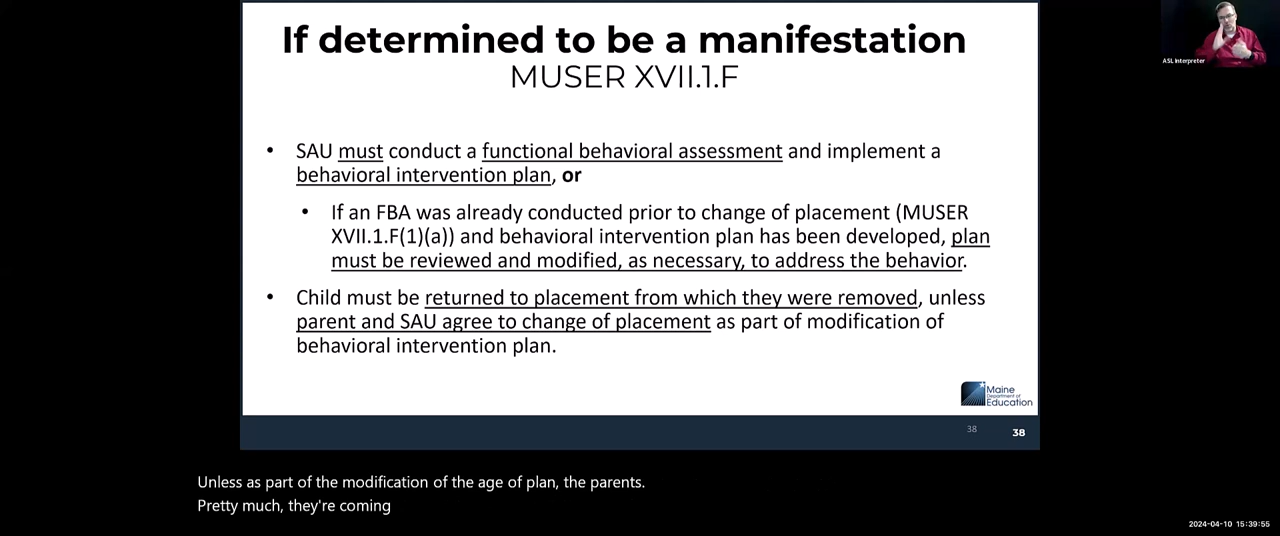 If determined to be a manifestation
MUSER XVII.1.F
ASL Interpreter
• SAU must conduct a functional behavioral assessment and implement a
behavioral intervention plan, or
• If an FBA was already conducted prior to change of placement (MUSER
XVII.1.F(1)(a)) and behavioral intervention plan has been developed, plan
must be reviewed and modified, as necessary, to address the behavior.
• Child must be returned to placement from which they were removed, unless
parent and SAU agree to change of placement as part of modification of
behavioral intervention plan.
Maine
Department of
Education
38
38
Unless as part of the modification of the age of plan, the parents.
Pretty much, they're coming
2024-04-10 15:39:55